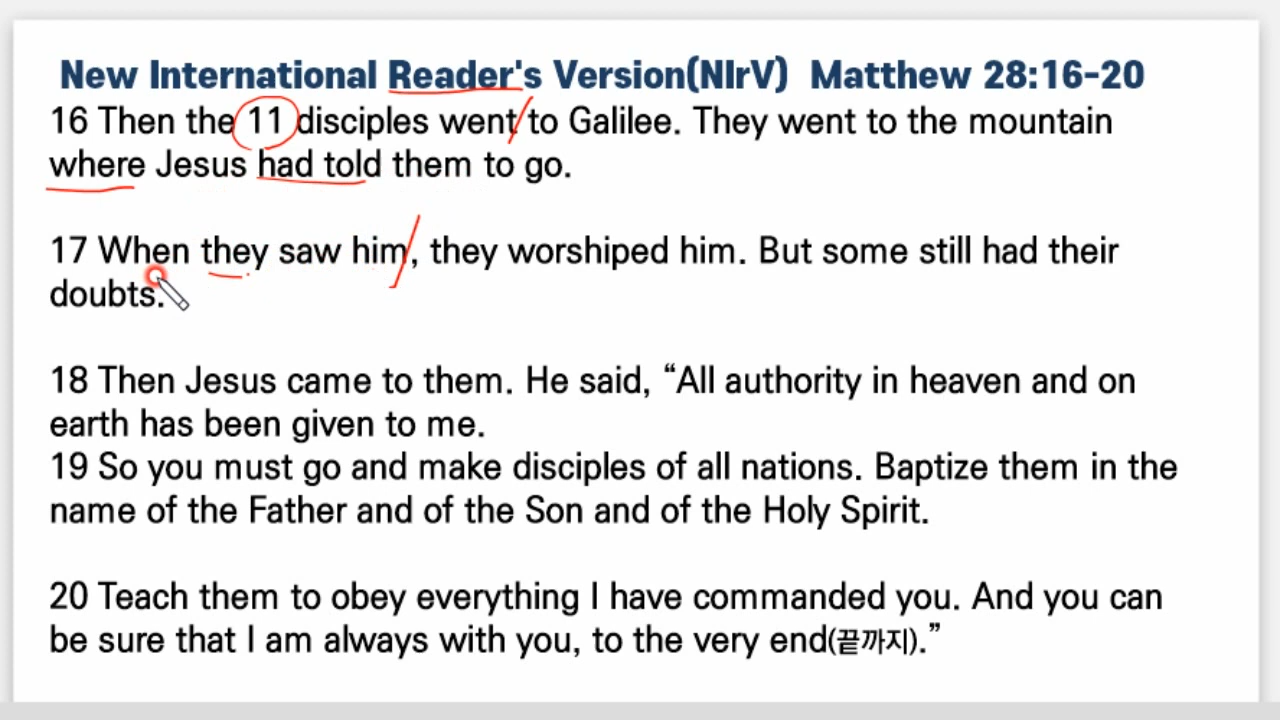 New International Reader's Version(NIrV)  Matthew 28:16-20
16 Then the 11 disciples went to Galilee. They went to the mountain
where Jesus had told them to go.
17 When they saw him, they worshiped him. But some still had their
doubts.
18 Then Jesus came to them. He said, “All authority in heaven and on
earth has been given to me.
19 So you must go and make disciples of all nations. Baptize them in the
name of the Father and of the Son and of the Holy Spirit.
20 Teach them to obey everything I have commanded you. And you can
be sure that I am always with you, to the very end(끝까지).”